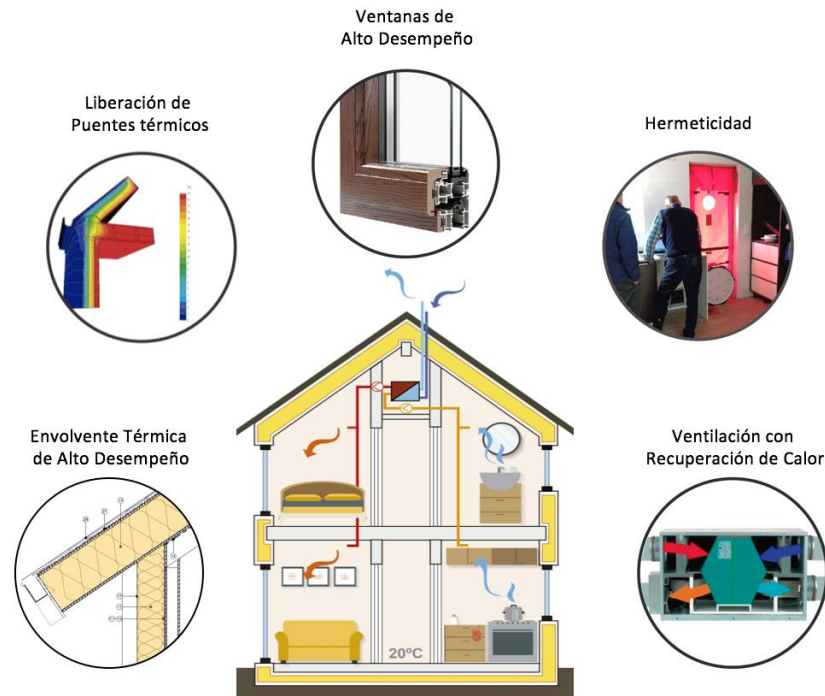 Ventanas de
Alto Desempeño
Liberación de
Puentes térmicos
Hermeticidad
Envolvente Térmica
de Alto Desempeño
Ventilación con
Recuperación de Calor
20ºC